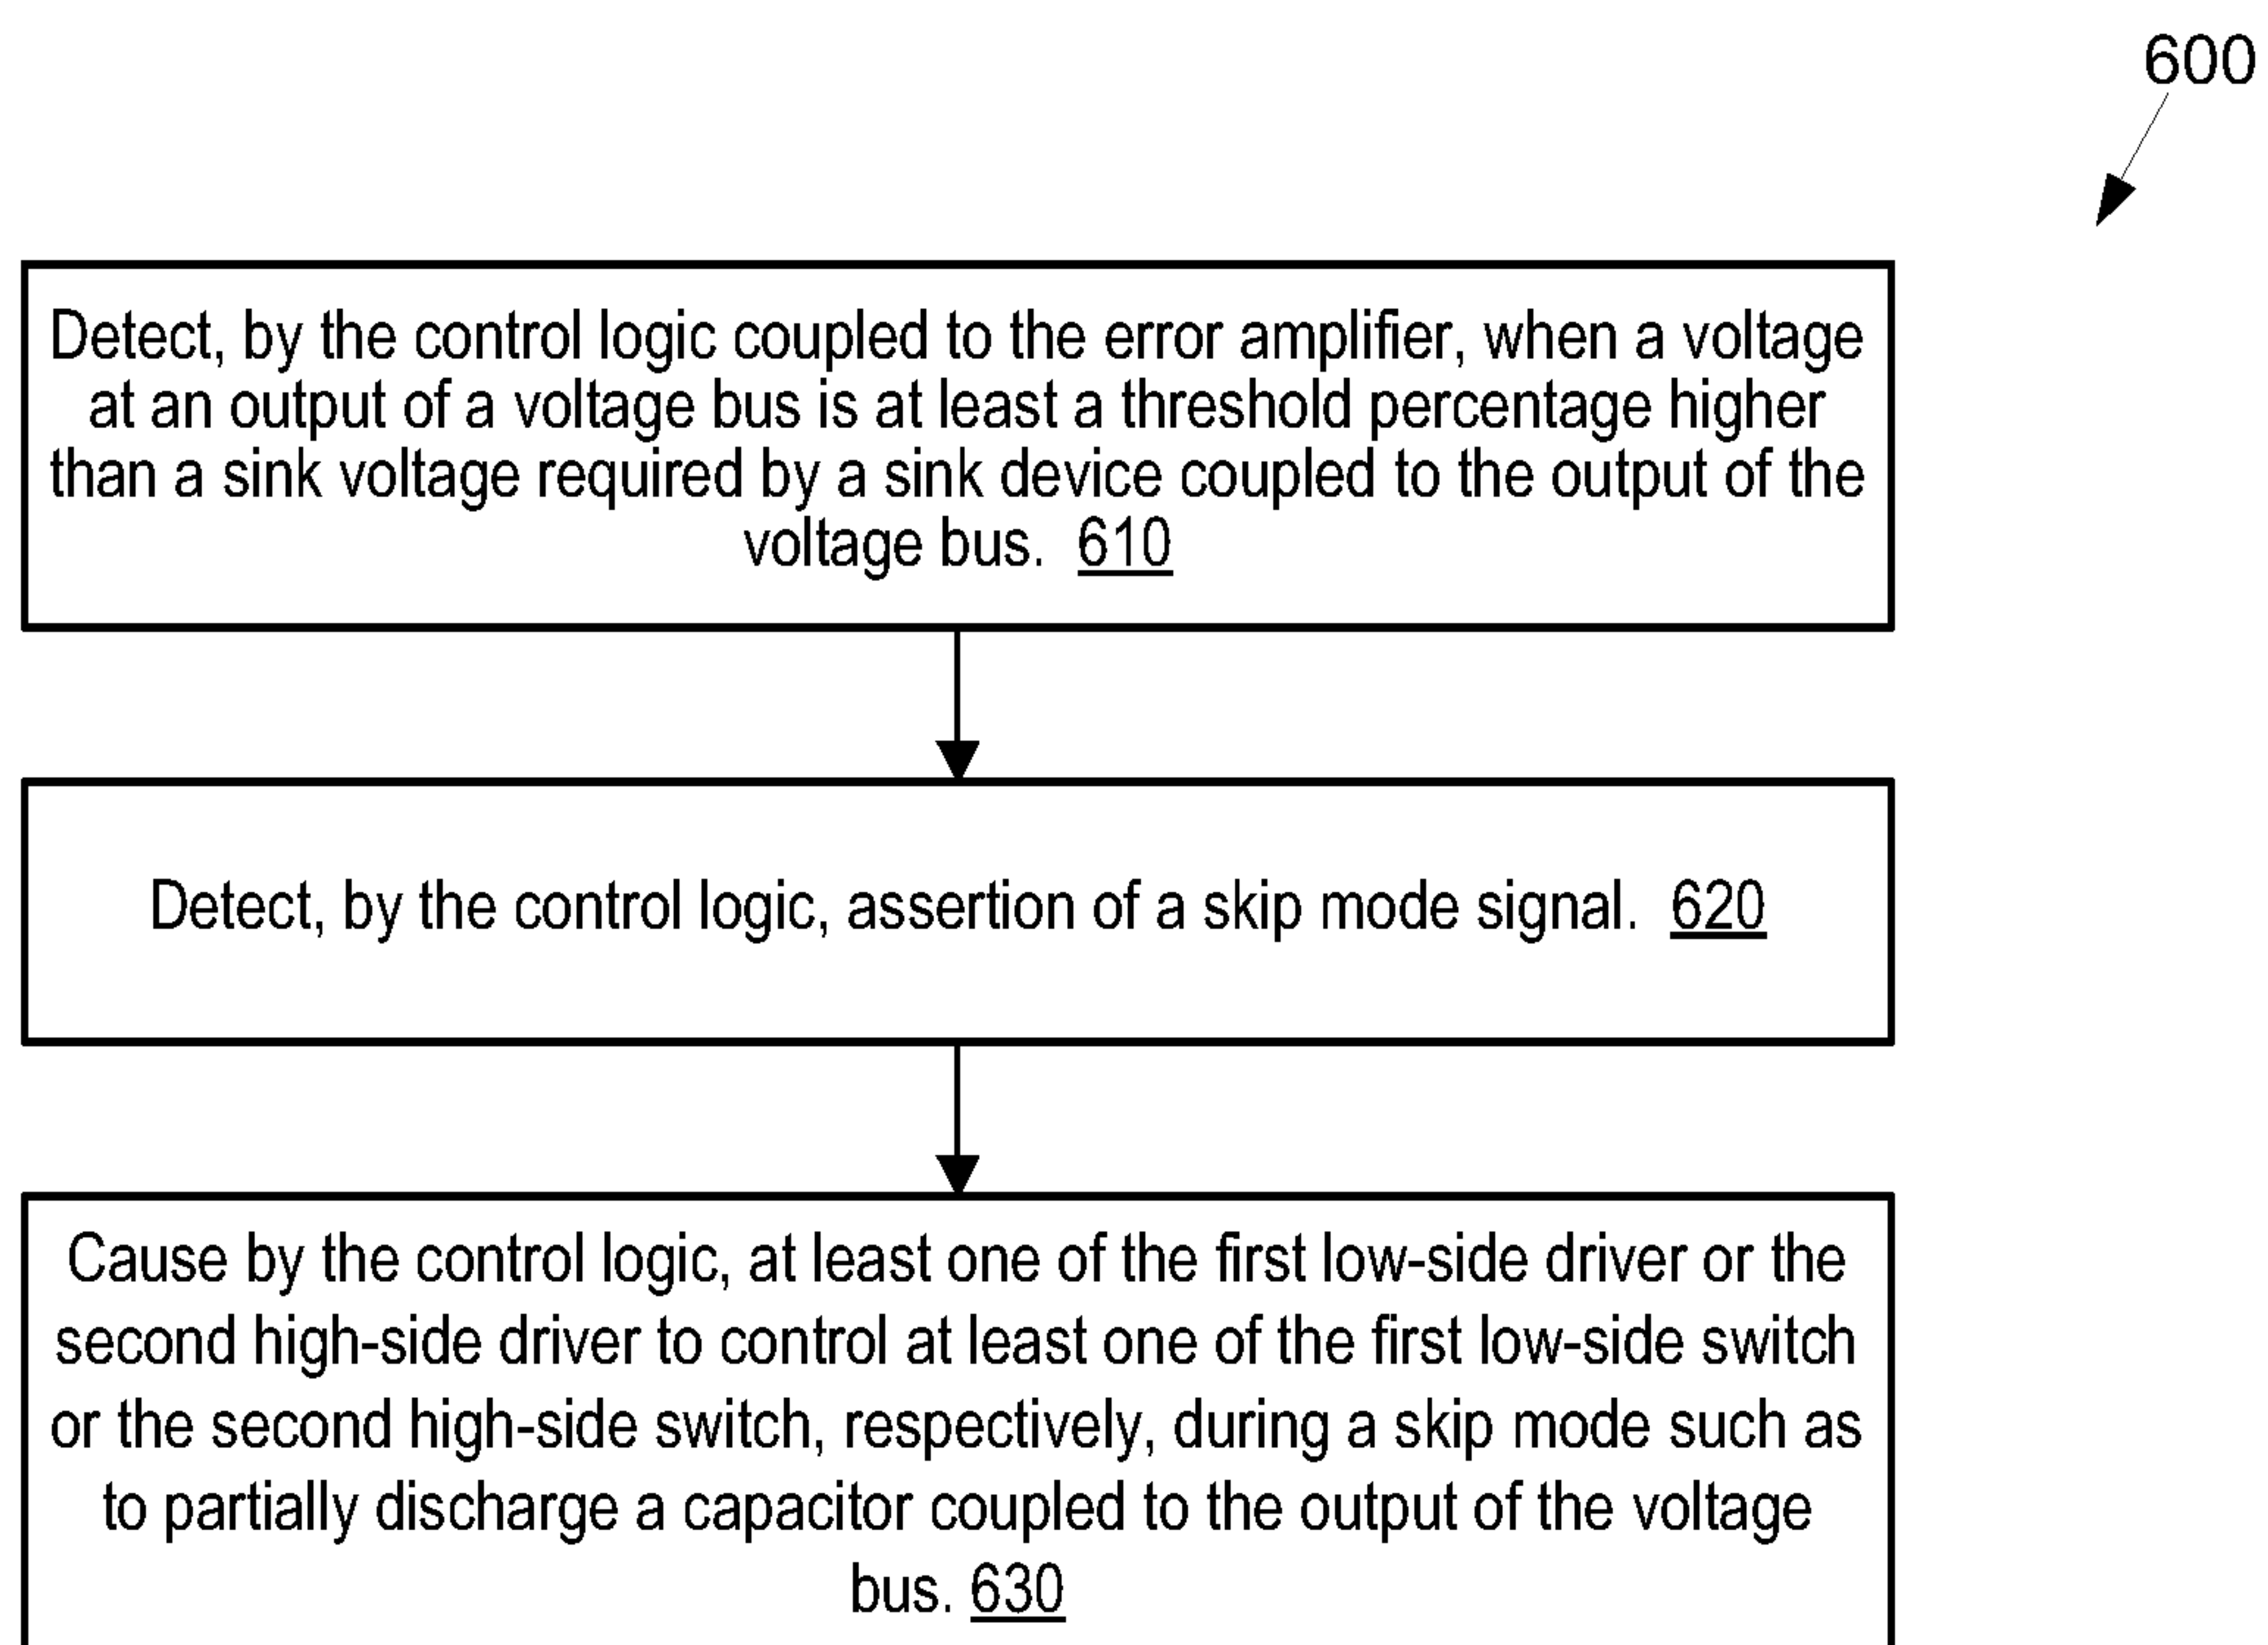 600
Detect, by the control logic coupled to the error amplifier, when a voltage
at an output of a voltage bus is at least a threshold percentage higher
than a sink voltage required by a sink device coupled to the output of the
voltage bus. 610
Detect, by the control logic, assertion of a skip mode signal. 620
Cause by the control logic, at least one of the first low-side driver or the
second high-side driver to control at least one of the first low-side switch
or the second high-side switch, respectively, during a skip mode such as
to partially discharge a capacitor coupled to the output of the voltage
bus. 630